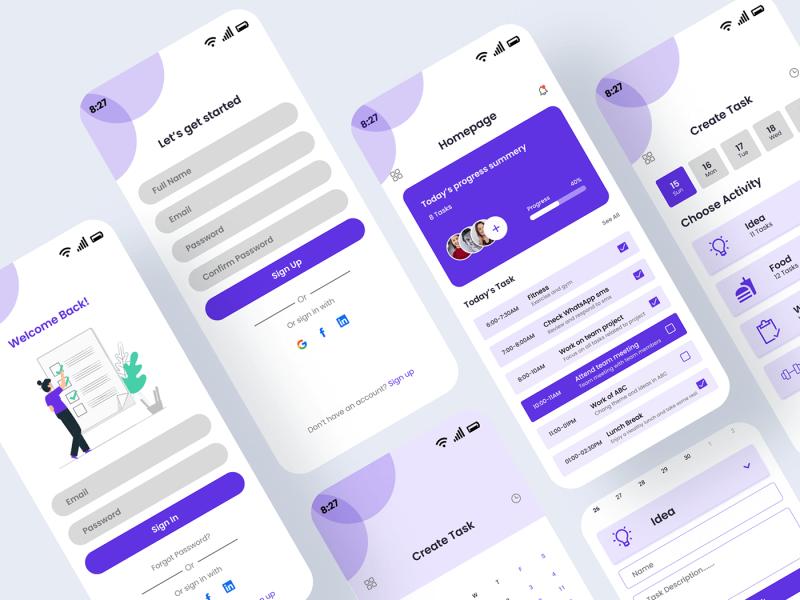 8:27
Welcome Back!
Email
Password
Sign In
Forgot Password?
Or
Or sign in with
8:27
Let's get started
Full Name
Email
Password
Confirm Password
Sign Up
Or
Or sign in with
Don't have an account? Sign up
8:27
Homepage
Today's progress summery
8 Tasks
Progress 40%
See All
Today's Task
6:00-7:30AM
Fitness
Exercise and gym
7:00-8:00AM
Check WhatsApp sms
Review and respond to sms
8:00-10AM
Work on team project
Focus on all tasks related to project
10:00-11AM
Attend team meeting
Team meeting with team members
11:00-01PM
Work of ABC
Chang theme and ideas in ABC
01:00-02:30PM
Lunch Break
Enjoy a healthy lunch and take some rest
8:27
Create Task
8:27
Create Task
15 Sun
16 Mon
17 Tue
18 Wed
Choose Activity
Idea
11 Tasks
Food
12 Tasks
26 27 28 29 30 1 2
Idea
Name
Task Description......